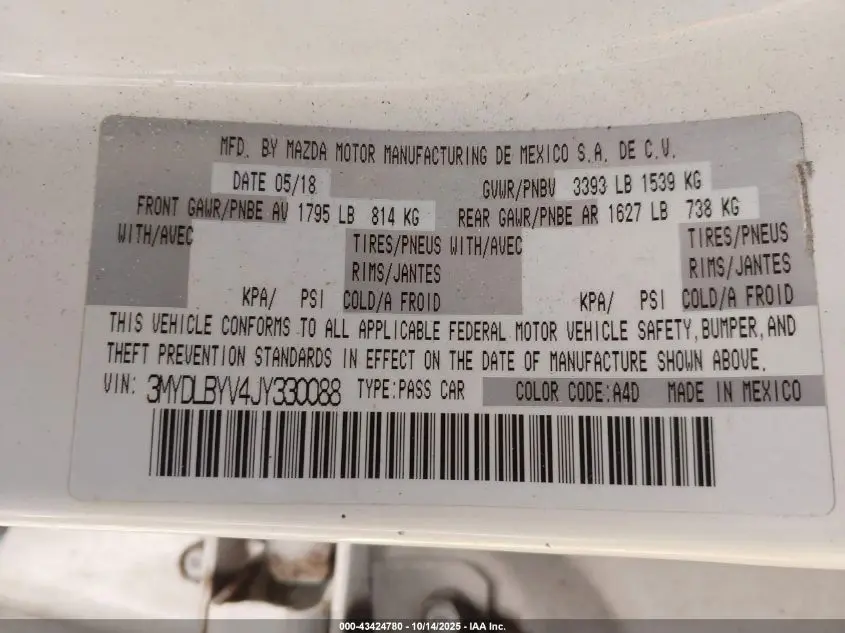 MFD. BY MAZDA MOTOR MANUFACTURING DE MEXICO S.A. DE C.V.
DATE 05/18 GVWR/PNBV 3393 LB 1539 KG
FRONT GAWR/PNBE AV 1795 LB 814 KG REAR GAWR/PNBE AR 1627 LB 738 KG
WITH/AVEC TIRES/PNEUS WITH/AVEC TIRES/PNEUS
RIMS/JANTES RIMS/JANTES
KPA/ PSI COLD/A FROID KPA/ PSI COLD/A FROID
THIS VEHICLE CONFORMS TO ALL APPLICABLE FEDERAL MOTOR VEHICLE SAFETY, BUMPER, AND
THEFT PREVENTION STANDARDS IN EFFECT ON THE DATE OF MANUFACTURE SHOWN ABOVE.
VIN: 3MYDLBYV4JY330088 TYPE:PASS CAR COLOR CODE:A4D MADE IN MEXICO
000-43424780 - 10/14/2025 - IAA Inc.